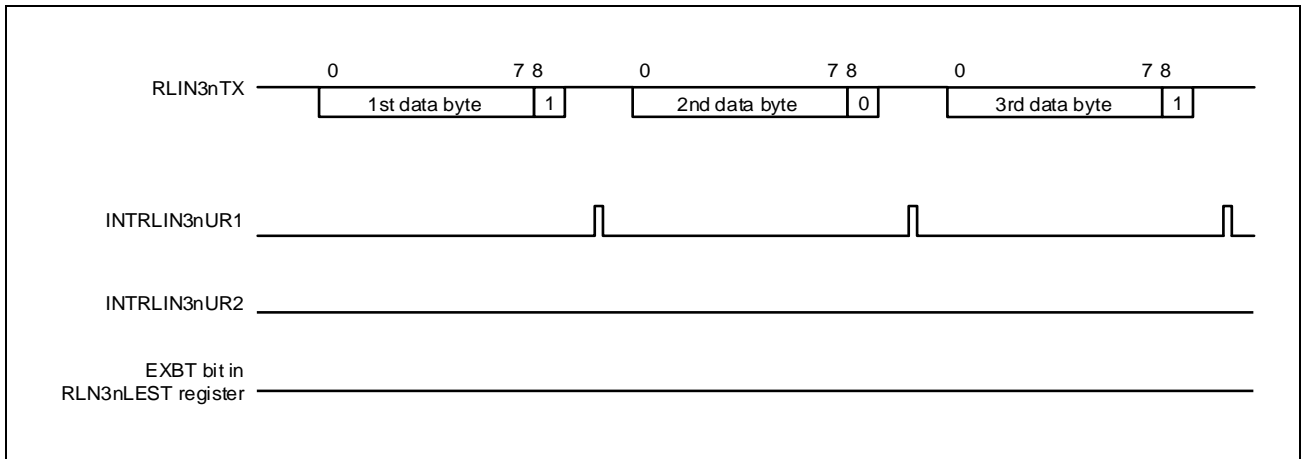 0 7 8 0 7 8 0 7 8
RLIN3nTX
1st data byte 1 2nd data byte 0 3rd data byte 1
INTRLIN3nUR1
INTRLIN3nUR2
EXBT bit in
RLN3nLEST register